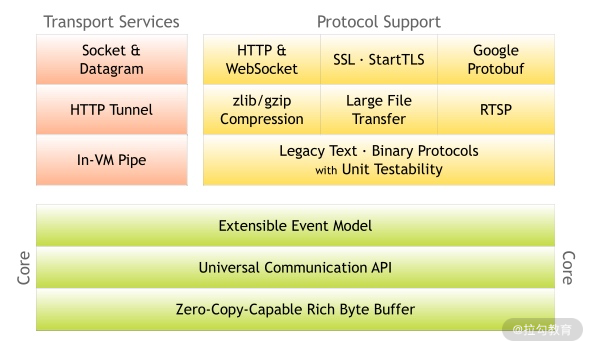 Transport Services
Protocol Support
Socket &
Datagram
HTTP Tunnel
In-VM Pipe
HTTP &
WebSocket
SSL · StartTLS
Google
Protobuf
zlib/gzip
Compression
Large File
Transfer
RTSP
Legacy Text · Binary Protocols
with Unit Testability
Core
Extensible Event Model
Universal Communication API
Zero-Copy-Capable Rich Byte Buffer
Core
@拉勾教育